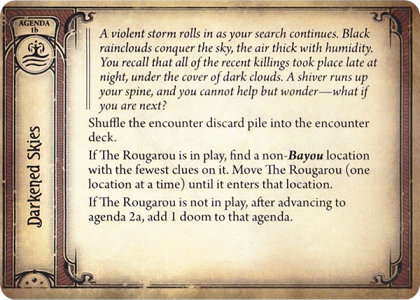 AGENDA
1b
Darkened Skies
A violent storm rolls in as your search continues. Black
rainclouds conquer the sky, the air thick with humidity.
You recall that all of the recent killings took place late at
night, under the cover of dark clouds. A shiver runs up
your spine, and you cannot help but wonder—what if
you are next?
Shuffle the encounter discard pile into the encounter
deck.
If The Rougarou is in play, find a non-Bayou location
with the fewest clues on it. Move The Rougarou (one
location at a time) until it enters that location.
If The Rougarou is not in play, after advancing to
agenda 2a, add 1 doom to that agenda.